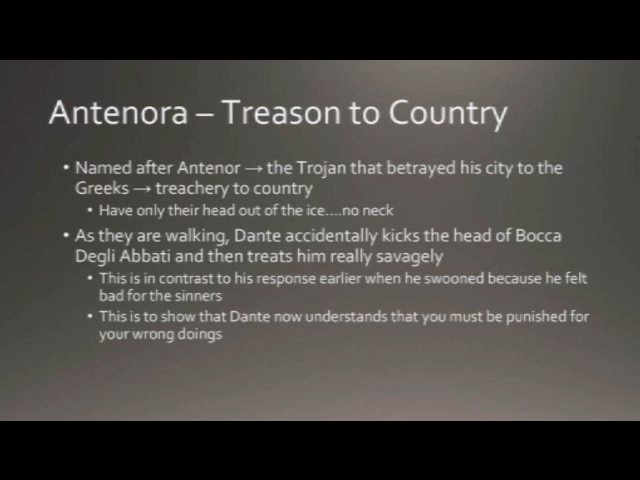 Antenora – Treason to Country
• Named after Antenor → the Trojan that betrayed his city to the
Greeks → treachery to country
• Have only their head out of the ice....no neck
• As they are walking, Dante accidentally kicks the head of Bocca
Degli Abbati and then treats him really savagely
• This is in contrast to his response earlier when he swooned because he felt
bad for the sinners
• This is to show that Dante now understands that you must be punished for
your wrong doings